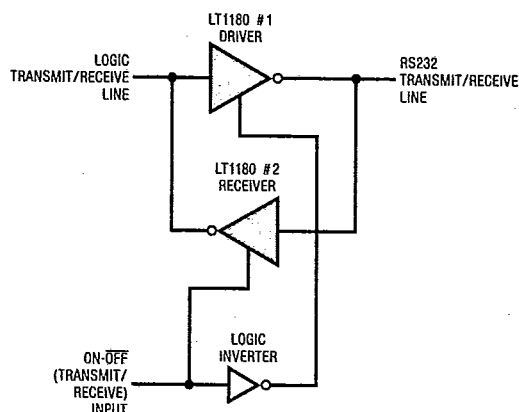 LT1180 #1
DRIVER
LOGIC
TRANSMIT/RECEIVE
LINE
RS232
TRANSMIT/RECEIVE
LINE
LT1180 #2
RECEIVER
LOGIC
INVERTER
ON-OFF
(TRANSMIT/
RECEIVE)
INPUT